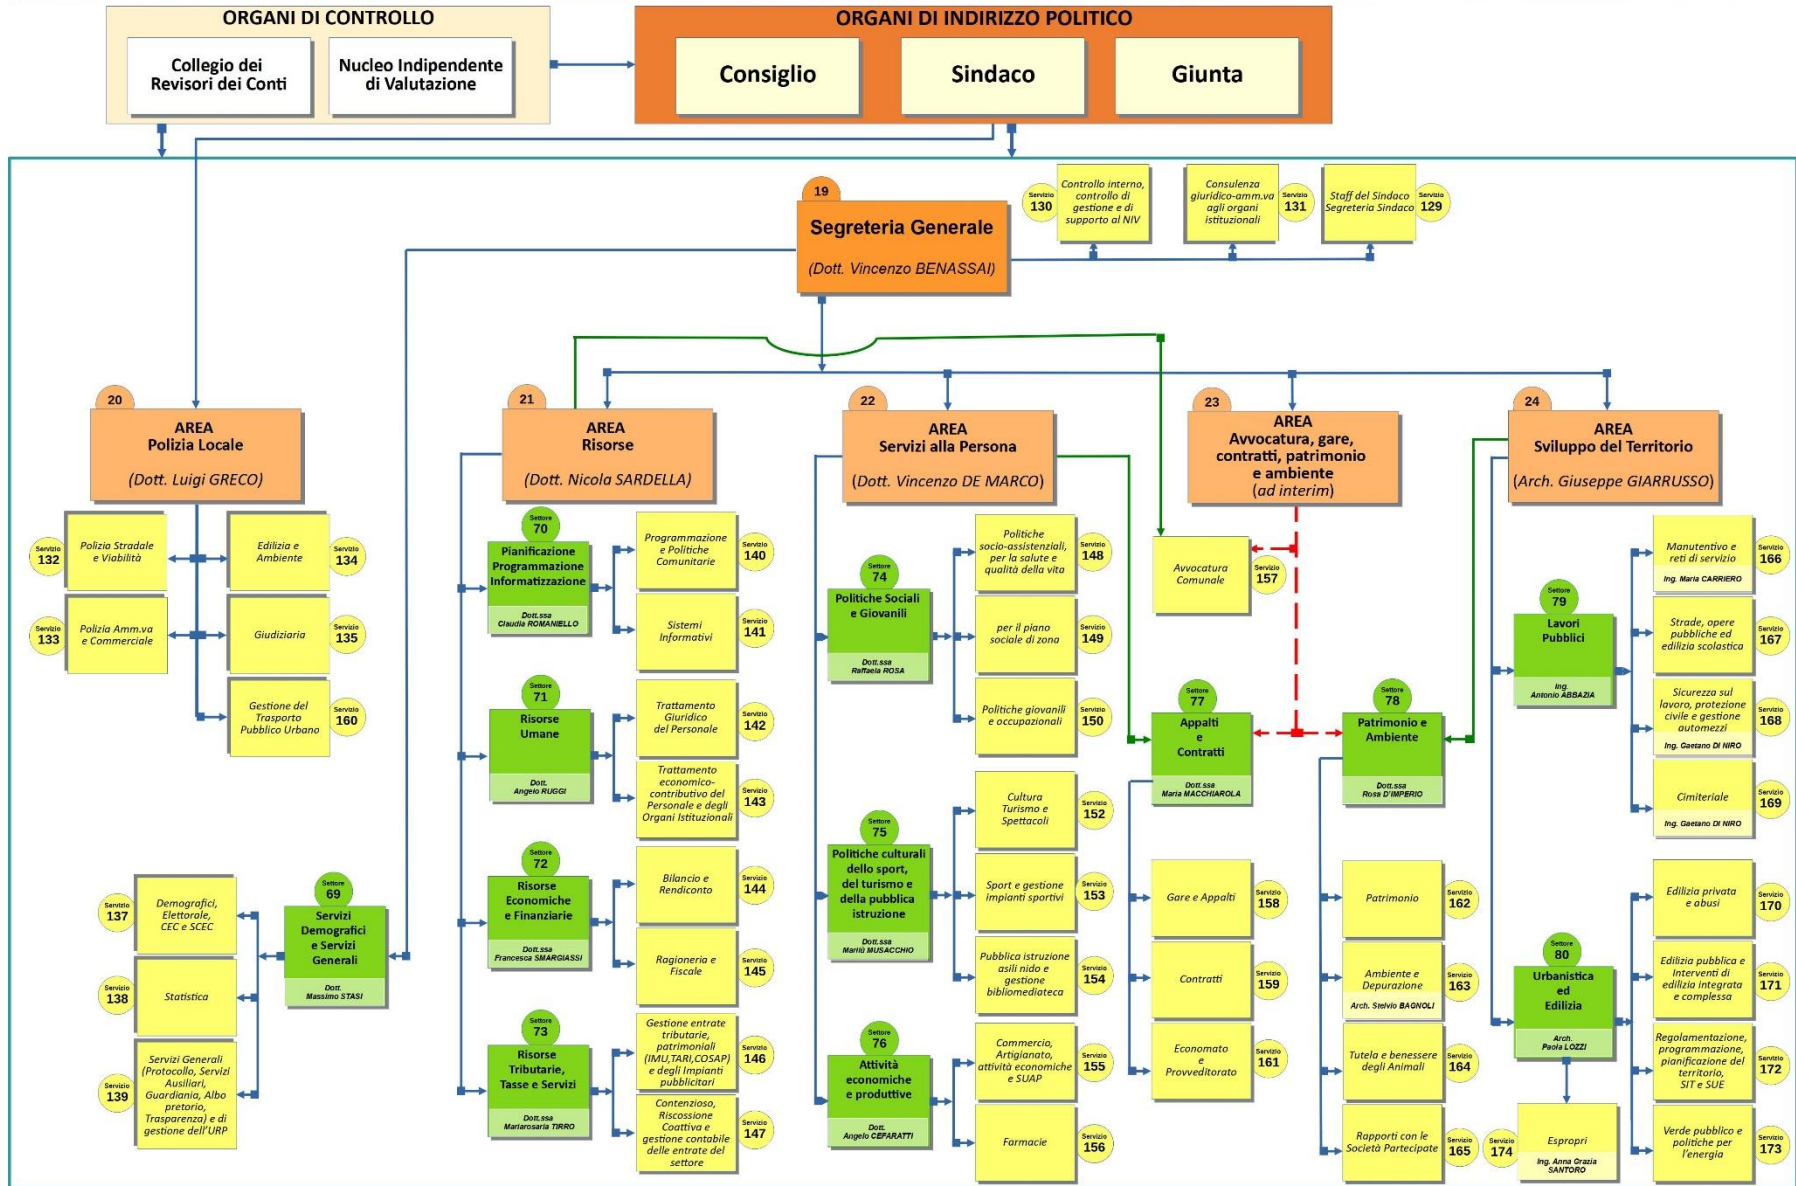 ORGANI DI CONTROLLO
Collegio dei
Revisori dei Conti
Nucleo Indipendente
di Valutazione
ORGANI DI INDIRIZZO POLITICO
Consiglio
Sindaco
Giunta
19
Segreteria Generale
(Dott. Vincenzo BENASSAI)
Servizio
130
Controllo interno,
controllo di
gestione e di
supporto al NIV
Consulenza
giuridico-amm.va
agli organi
istituzionali
Servizio
131
Staff del Sindaco
Segreteria Sindaco
Servizio
129
20
AREA
Polizia Locale
(Dott. Luigi GRECO)
Servizio
132
Polizia Stradale
e Viabilità
Edilizia e
Ambiente
Servizio
134
Servizio
133
Polizia Amm.va
e Commerciale
Giudiziaria
Servizio
135
Gestione del
Trasporto
Pubblico Urbano
Servizio
160
Settore
69
Servizi
Demografici
e Servizi
Generali
Dott.
Massimo STASI
Servizio
137
Demografici,
Elettorale,
CEC e SCEC
Servizio
138
Statistica
Servizio
139
Servizi Generali
(Protocollo, Servizi
Ausiliari,
Guardiania, Albo
pretorio,
Trasparenza) e di
gestione dell'URP
21
AREA
Risorse
(Dott. Nicola SARDELLA)
Settore
70
Pianificazione
Programmazione
Informatizzazione
Dott.ssa
Claudia ROMANIELLO
Programmazione
e Politiche
Comunitarie
Servizio
140
Sistemi
Informativi
Servizio
141
Settore
71
Risorse
Umane
Dott.
Angelo RUGGI
Trattamento
Giuridico
del Personale
Servizio
142
Trattamento
economico-
contributivo del
Personale e degli
Organi Istituzionali
Servizio
143
Settore
72
Risorse
Economiche
e Finanziarie
Dott.ssa
Francesca SMARGIASSI
Bilancio e
Rendiconto
Servizio
144
Ragioneria e
Fiscale
Servizio
145
Settore
73
Risorse
Tributarie,
Tasse e Servizi
Dott.ssa
Mariarosaria TIRRO
Gestione entrate
tributarie,
patrimoniali
(IMU,TARI,COSAP)
e degli Impianti
pubblicitari
Servizio
146
Contenzioso,
Riscossione
Coattiva e
gestione contabile
delle entrate del
settore
Servizio
147
22
AREA
Servizi alla Persona
(Dott. Vincenzo DE MARCO)
Settore
74
Politiche Sociali
e Giovanili
Dott.ssa
Raffaela ROSA
Politiche
socio-assistenziali,
per la salute e
qualità della vita
Servizio
148
per il piano
sociale di zona
Servizio
149
Politiche giovanili
e occupazionali
Servizio
150
Settore
75
Politiche culturali
dello sport,
del turismo e
della pubblica
istruzione
Dott.ssa
Marilù MUSACCHIO
Cultura
Turismo e
Spettacoli
Servizio
152
Sport e gestione
impianti sportivi
Servizio
153
Pubblica istruzione
asili nido e
gestione
bibliomediateca
Servizio
154
Settore
76
Attività
economiche
e produttive
Dott.
Angelo CEFARATTI
Commercio,
Artigianato,
attività economiche
e SUAP
Servizio
155
Farmacie
Servizio
156
23
AREA
Avvocatura, gare,
contratti, patrimonio
e ambiente
(ad interim)
Avvocatura
Comunale
Servizio
157
Settore
77
Appalti
e
Contratti
Dott.ssa
Maria MACCHIAROLA
Gare e Appalti
Servizio
158
Contratti
Servizio
159
Economato
e
Provveditorato
Servizio
161
Settore
78
Patrimonio e
Ambiente
Dott.ssa
Rosa D'IMPERIO
Patrimonio
Servizio
162
Ambiente e
Depurazione
Arch. Stelvio BAGNOLI
Servizio
163
Tutela e benessere
degli Animali
Servizio
164
Rapporti con le
Società Partecipate
Servizio
165
24
AREA
Sviluppo del Territorio
(Arch. Giuseppe GIARRUSSO)
Settore
79
Lavori
Pubblici
Ing.
Antonio ABBAZIA
Manutentivo e
reti di servizio
Ing. Maria CARRIERO
Servizio
166
Strade, opere
pubbliche ed
edilizia scolastica
Servizio
167
Sicurezza sul
lavoro, protezione
civile e gestione
automezzi
Ing. Gaetano DI NIRO
Servizio
168
Cimiteriale
Ing. Gaetano DI NIRO
Servizio
169
Settore
80
Urbanistica
ed
Edilizia
Arch.
Paola LOZZI
Edilizia privata
e abusi
Servizio
170
Edilizia pubblica e
Interventi di
edilizia integrata
e complessa
Servizio
171
Regolamentazione,
programmazione,
pianificazione del
territorio,
SIT e SUE
Servizio
172
Verde pubblico e
politiche per
l'energia
Servizio
173
Servizio
174
Espropri
Ing. Anna Grazia
SANTORO